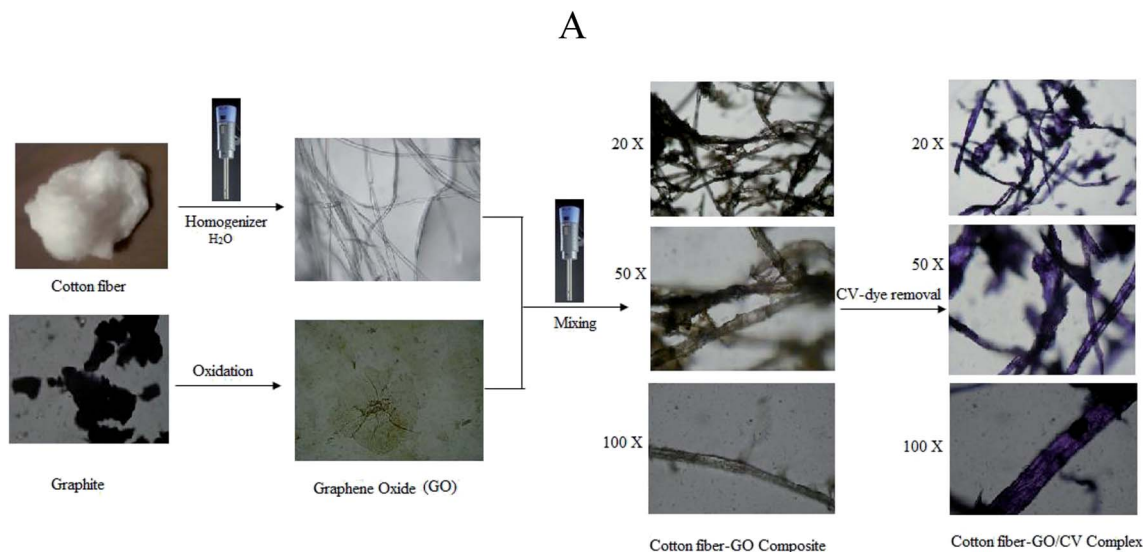 A
Homogenizer
H₂O
Cotton fiber
Graphite
Oxidation
Graphene Oxide (GO)
Mixing
20 X
50 X
100 X
Cotton fiber-GO Composite
CV-dye removal
20 X
50 X
100 X
Cotton fiber-GO/CV Complex